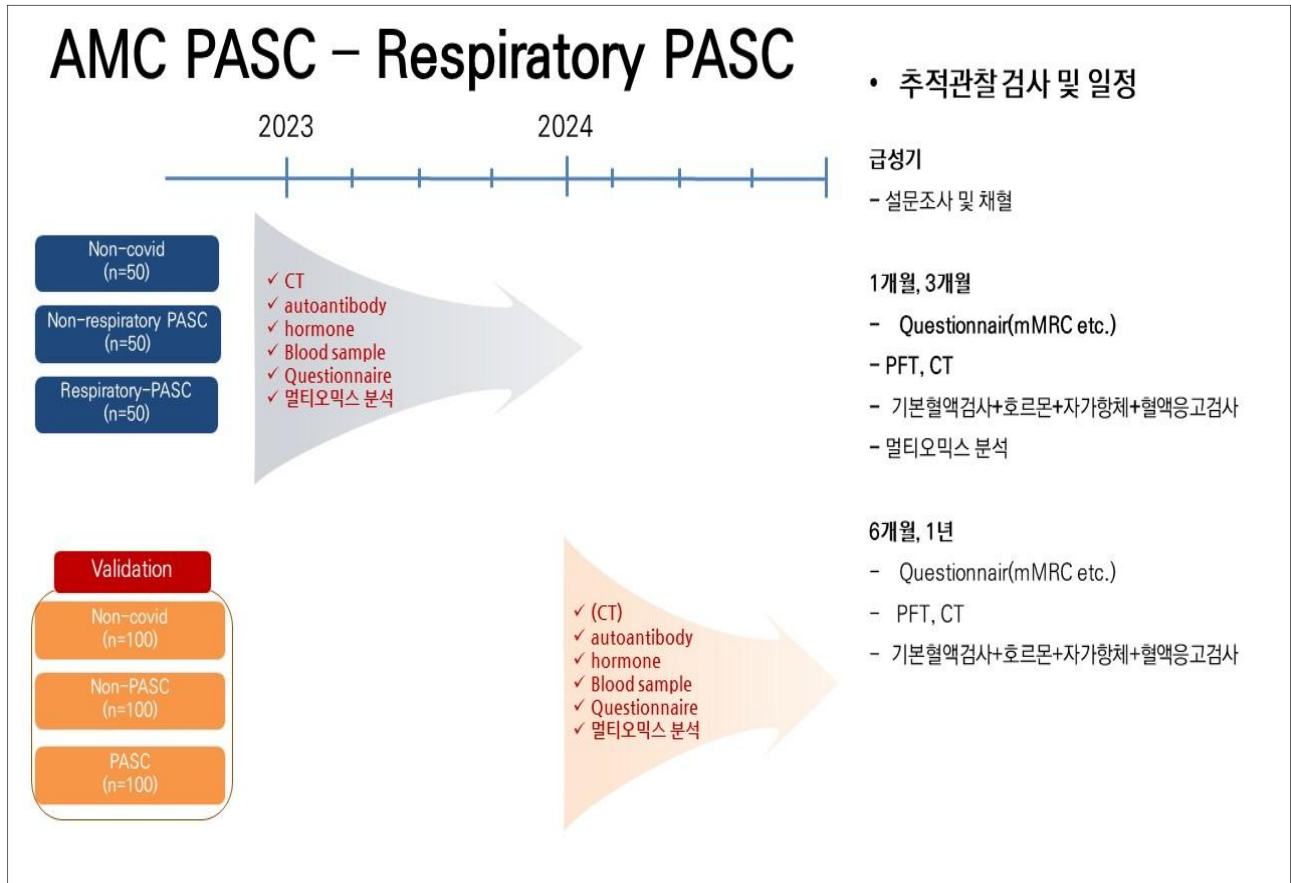 AMC PASC - Respiratory PASC
2023
2024
Non-covid
(n=50)
Non-respiratory PASC
(n=50)
Respiratory-PASC
(n=50)
✓ CT
✓ autoantibody
✓ hormone
✓ Blood sample
✓ Questionnaire
✓ 멀티오믹스 분석
Validation
Non-covid
(n=100)
Non-PASC
(n=100)
PASC
(n=100)
✓ (CT)
✓ autoantibody
✓ hormone
✓ Blood sample
✓ Questionnaire
✓ 멀티오믹스 분석
• 추적관찰 검사 및 일정
급성기
- 설문조사 및 채혈
1개월, 3개월
- Questionnair(mMRC etc.)
- PFT, CT
- 기본혈액검사+호르몬+자가항체+혈액응고검사
- 멀티오믹스 분석
6개월, 1년
- Questionnair(mMRC etc.)
- PFT, CT
- 기본혈액검사+호르몬+자가항체+혈액응고검사